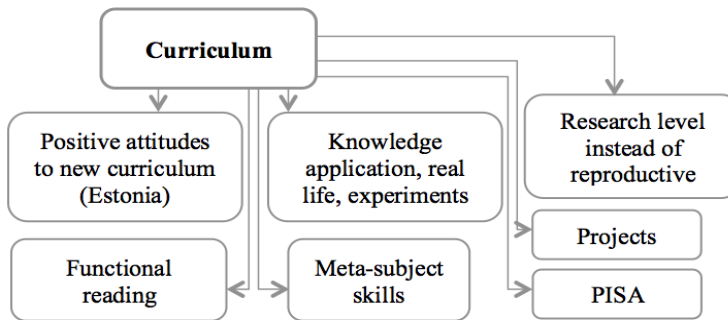 Curriculum
Positive attitudes
to new curriculum
(Estonia)
Knowledge
application, real
life, experiments
Research level
instead of
reproductive
Projects
Functional
reading
Meta-subject
skills
PISA